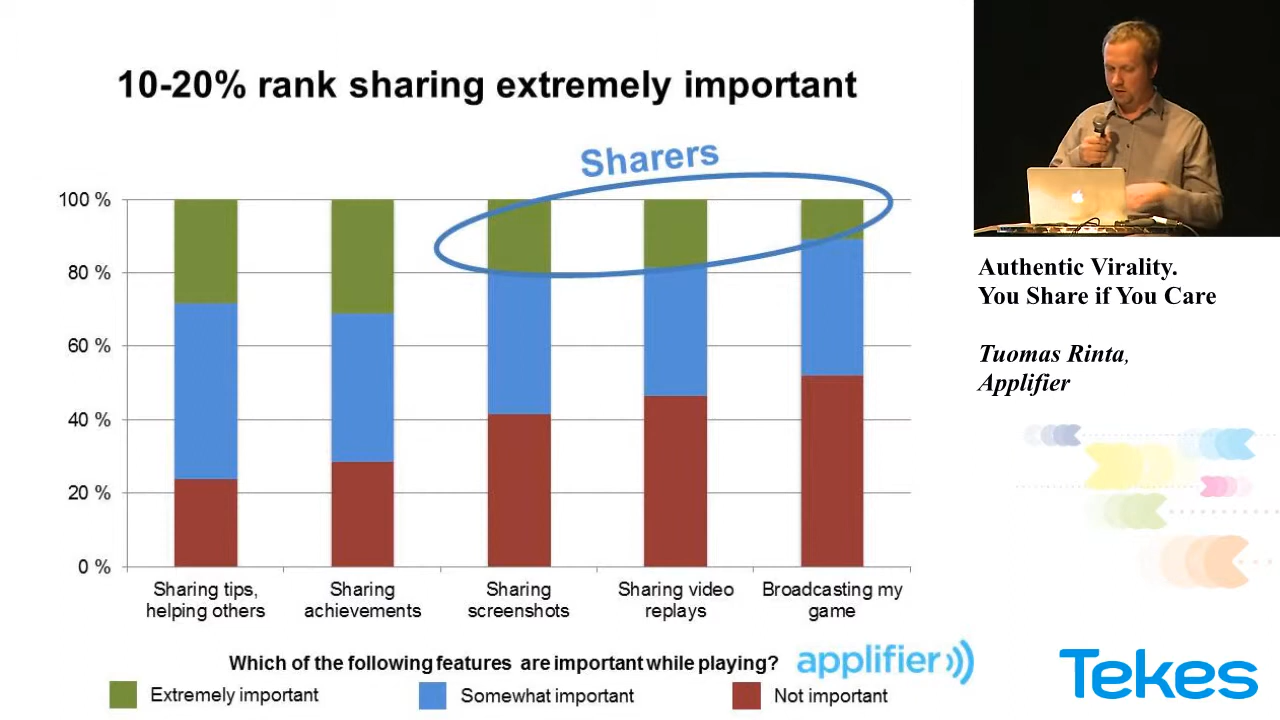 10-20% rank sharing extremely important
Sharers
100 %
80 %
60 %
40 %
20 %
0 %
Sharing tips,
helping others
Sharing
achievements
Sharing
screenshots
Sharing video
replays
Broadcasting my
game
Which of the following features are important while playing?
applifier
Extremely important
Somewhat important
Not important
Authentic Virality.
You Share if You Care
Tuomas Rinta,
Applifier
Tekes